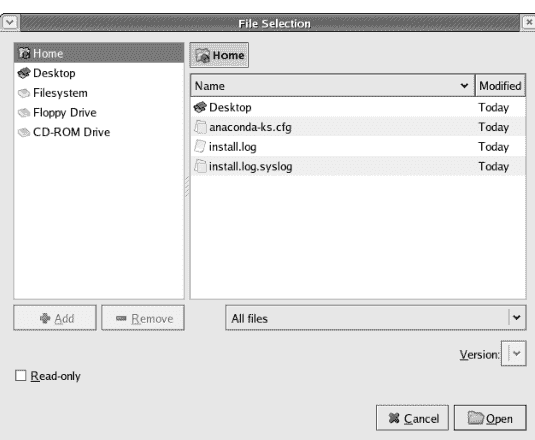 File Selection
Home
Desktop
Filesystem
Floppy Drive
CD-ROM Drive
Home
Name Modified
Desktop Today
anaconda-ks.cfg Today
install.log Today
install.log.syslog Today
Add Remove All files
Version:
Read-only
Cancel Open